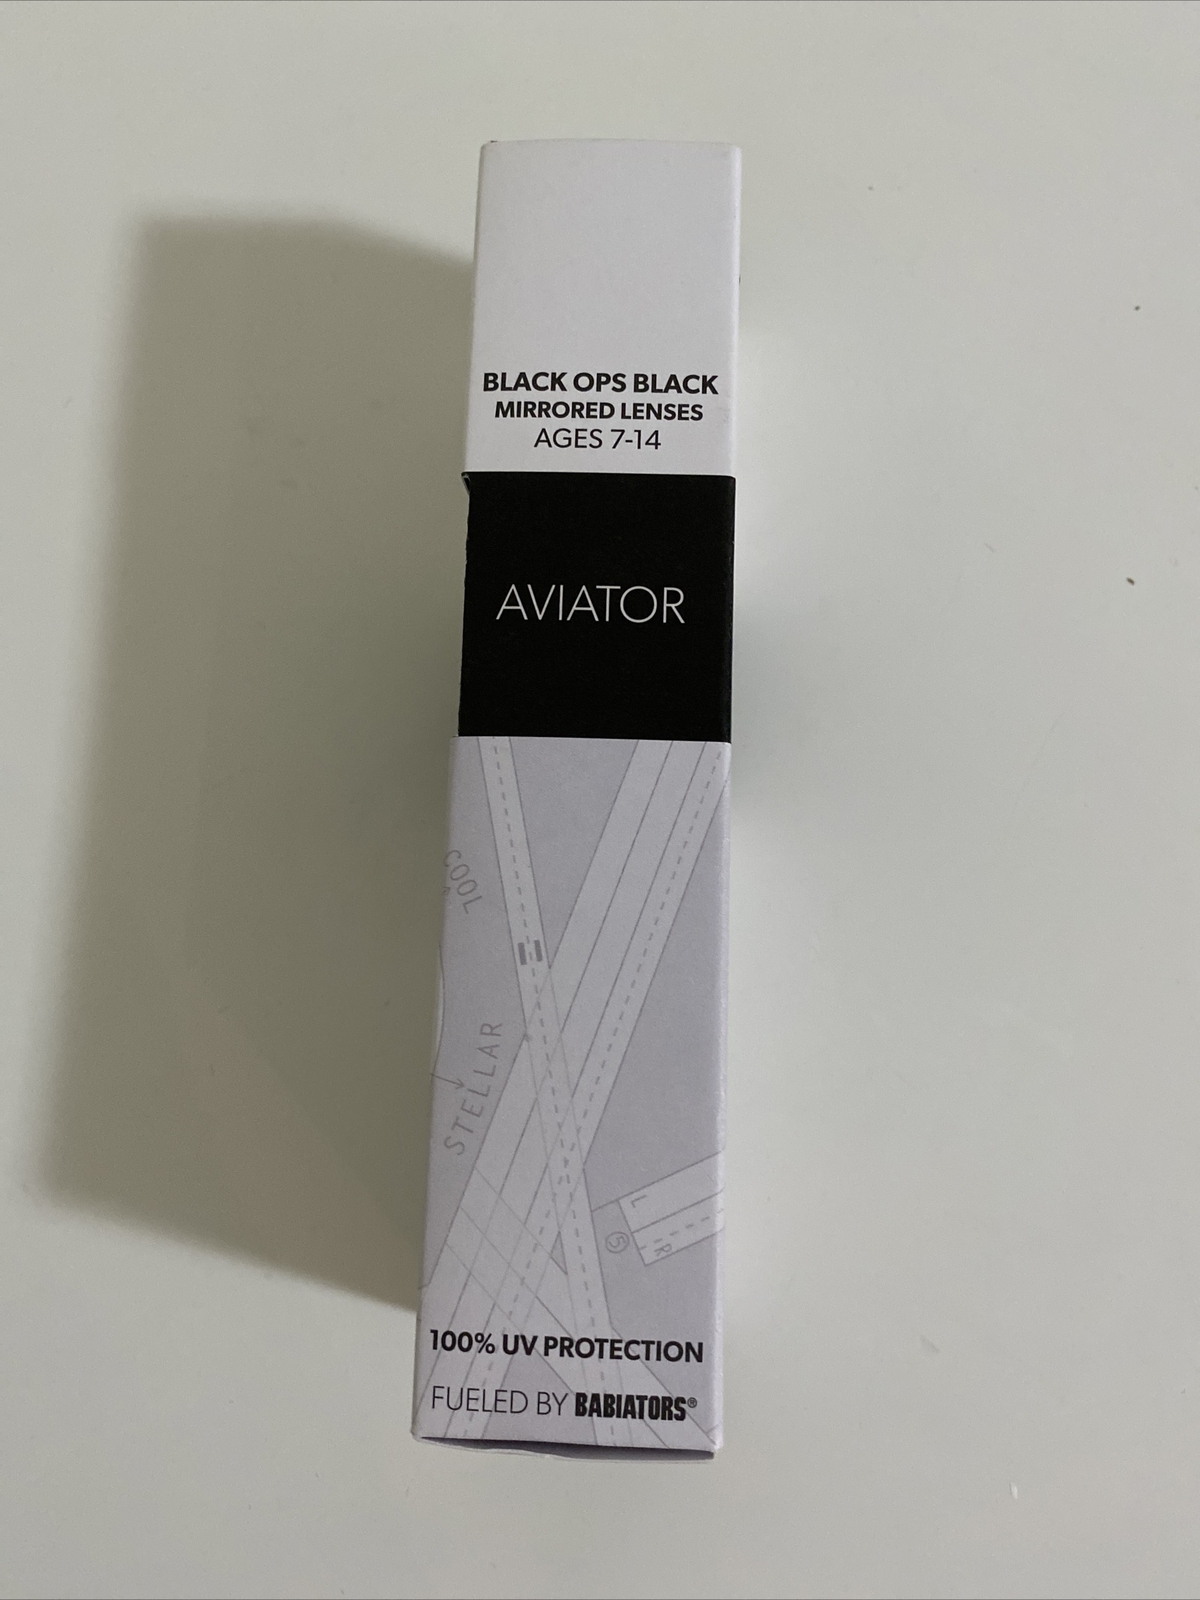 BLACK OPS BLACK
MIRRORED LENSES
AGES 7-14
AVIATOR
COOL
STELLAR
L
R
5
100% UV PROTECTION
FUELED BY BABIATORS®